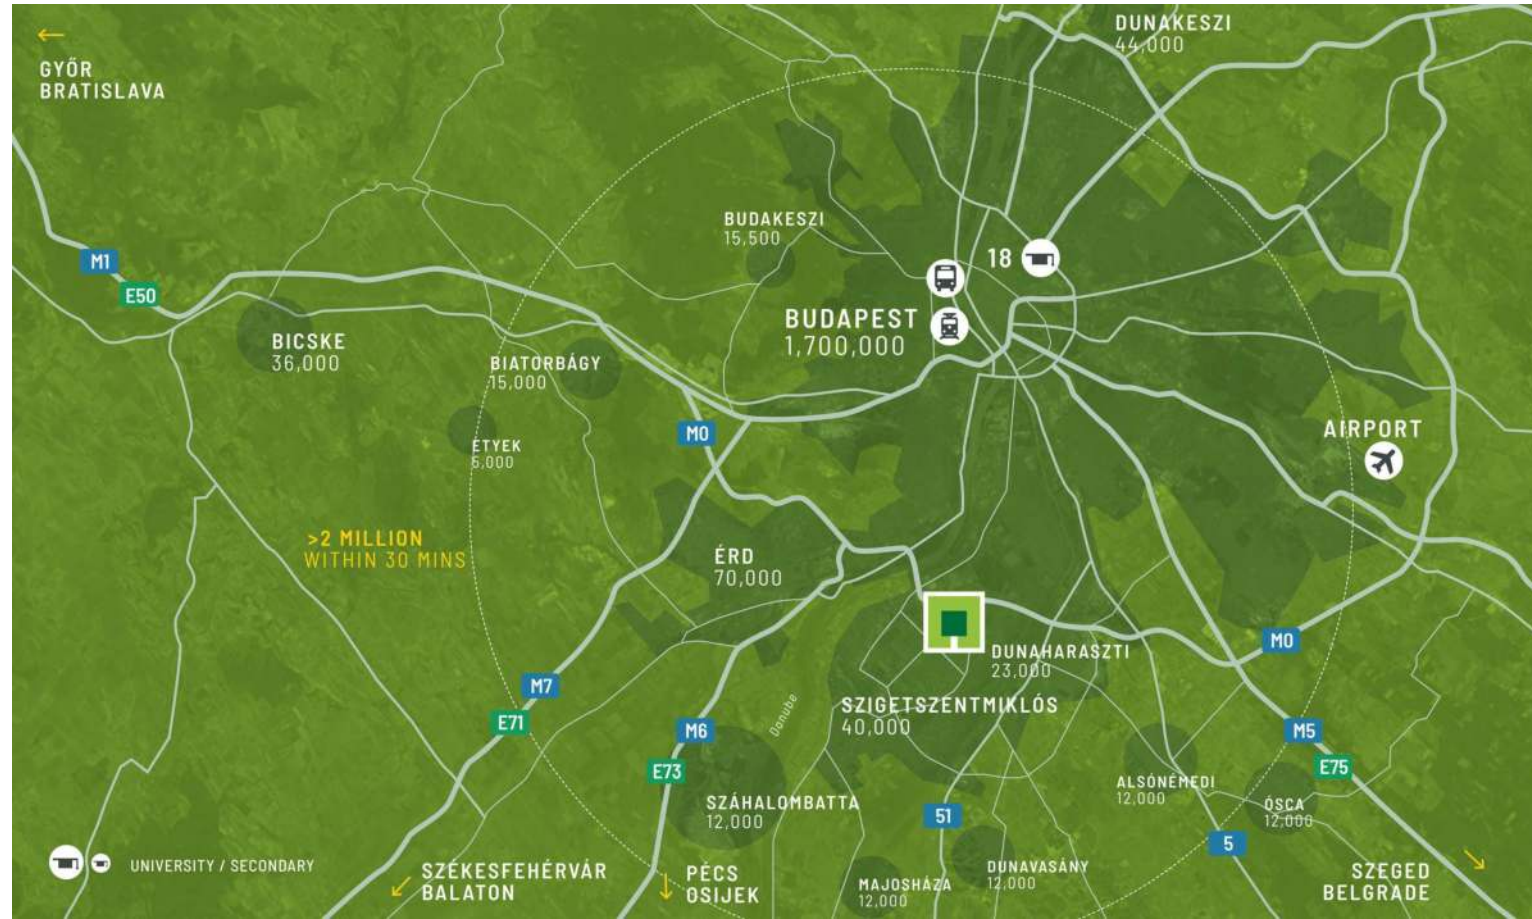 DUNAKESZI
44,000
GYŐR
BRATISLAVA
BUDAKESZI
15,500
18
M1
E50
BUDAPEST
1,700,000
BICSKE
36,000
BIATORBÁGY
15,000
M0
AIRPORT
ETYEK
5,000
>2 MILLION
WITHIN 30 MINS
ÉRD
70,000
M0
DUNAHARASZTI
23,000
M7
E71
SZIGETSZENTMIKLÓS
40,000
Danube
M6
E73
M5
E75
ALSÓNÉMEDI
12,000
ÓSCA
12,000
SZÁHALOMBATTA
12,000
51
5
UNIVERSITY / SECONDARY
SZÉKESFEHÉRVÁR
BALATON
PÉCS
OSIJEK
MAJOSHÁZA
12,000
DUNAVASÁNY
12,000
SZEGED
BELGRADE